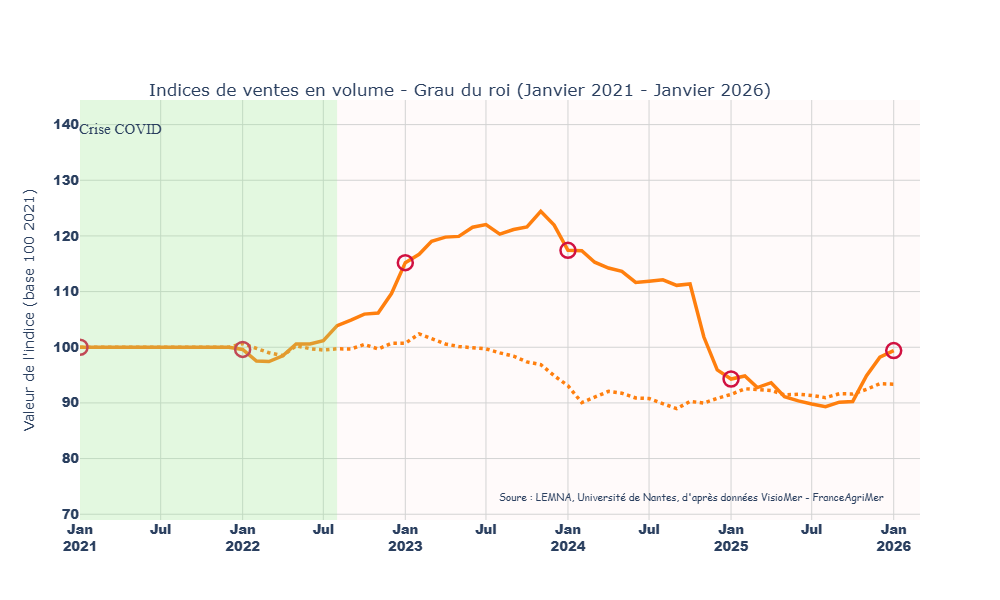 Indices de ventes en volume - Grau du roi (Janvier 2021 - Janvier 2026)
Valeur de l'indice (base 100 2021)
140
Crise COVID
130
120
110
100
90
80
Soure : LEMNA, Université de Nantes, d'après données VisioMer - FranceAgriMer
70
Jan Jul Jan Jul Jan Jul Jan Jul Jan Jul Jan
2021 2022 2023 2024 2025 2026